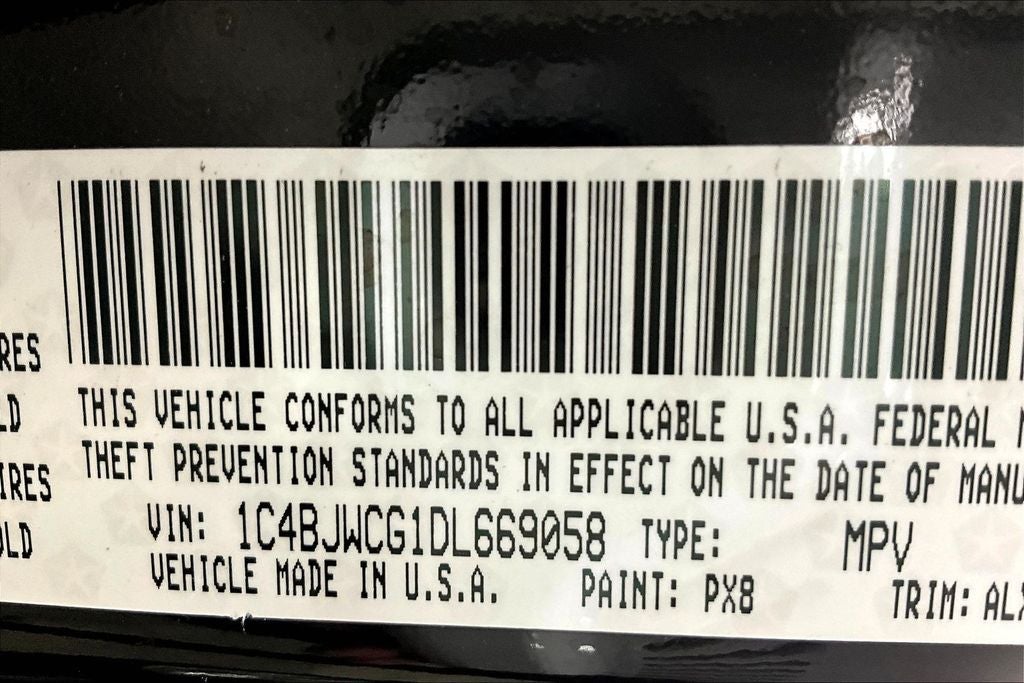 THIS VEHICLE CONFORMS TO ALL APPLICABLE U.S.A. FEDERAL
THEFT PREVENTION STANDARDS IN EFFECT ON THE DATE OF MANU
VIN: 1C4BJWCG1DL669058 TYPE: MPV
VEHICLE MADE IN U.S.A. PAINT: PX8 TRIM: ALX
RES
LD
IRES
OLD